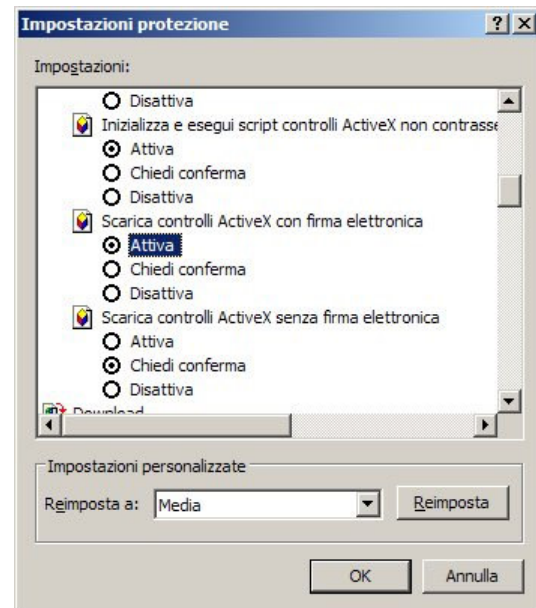 Impostazioni protezione
Impostazioni:
Disattiva
Inizializza e esegui script controlli ActiveX non contrasse
Attiva
Chiedi conferma
Disattiva
Scarica controlli ActiveX con firma elettronica
Attiva
Chiedi conferma
Disattiva
Scarica controlli ActiveX senza firma elettronica
Attiva
Chiedi conferma
Disattiva
Download
Impostazioni personalizzate
Reimposta a: Media Reimposta
OK Annulla